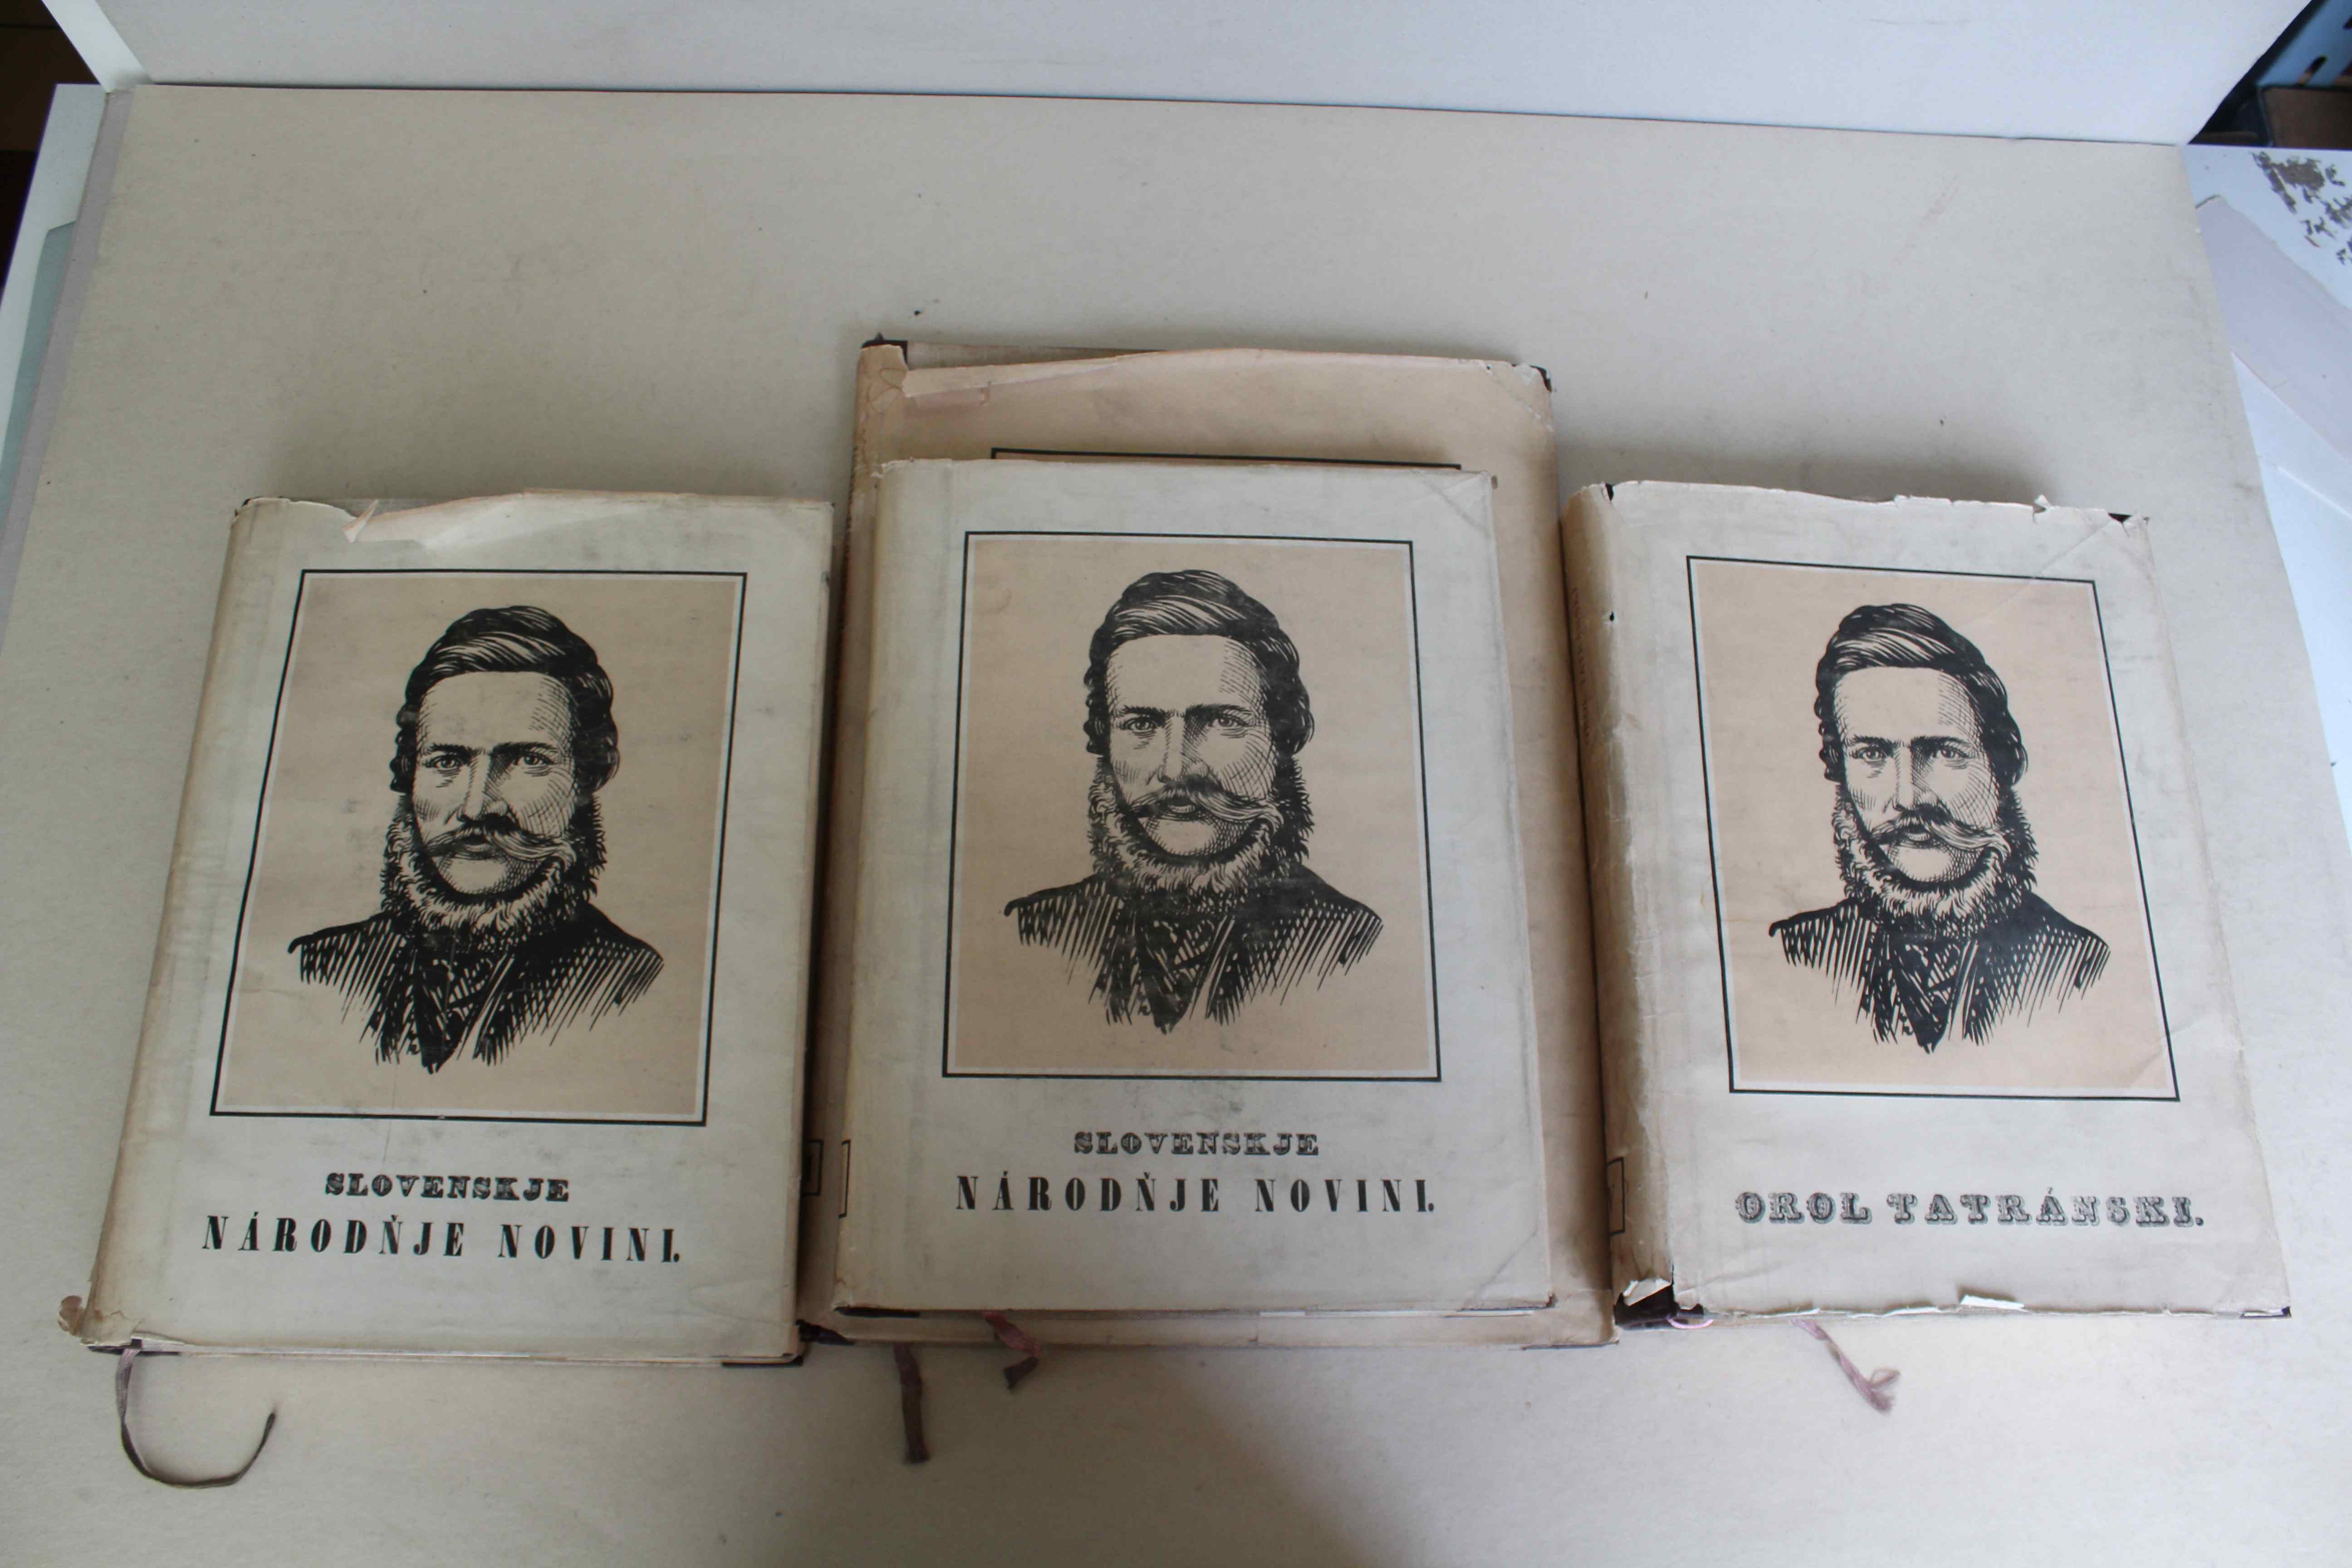 SLOVENSKJE
NÁRODŇJE NOVINI.
SLOVENSKJE
NÁRODŇJE NOVINI.
OROL TATRÁNSKI.